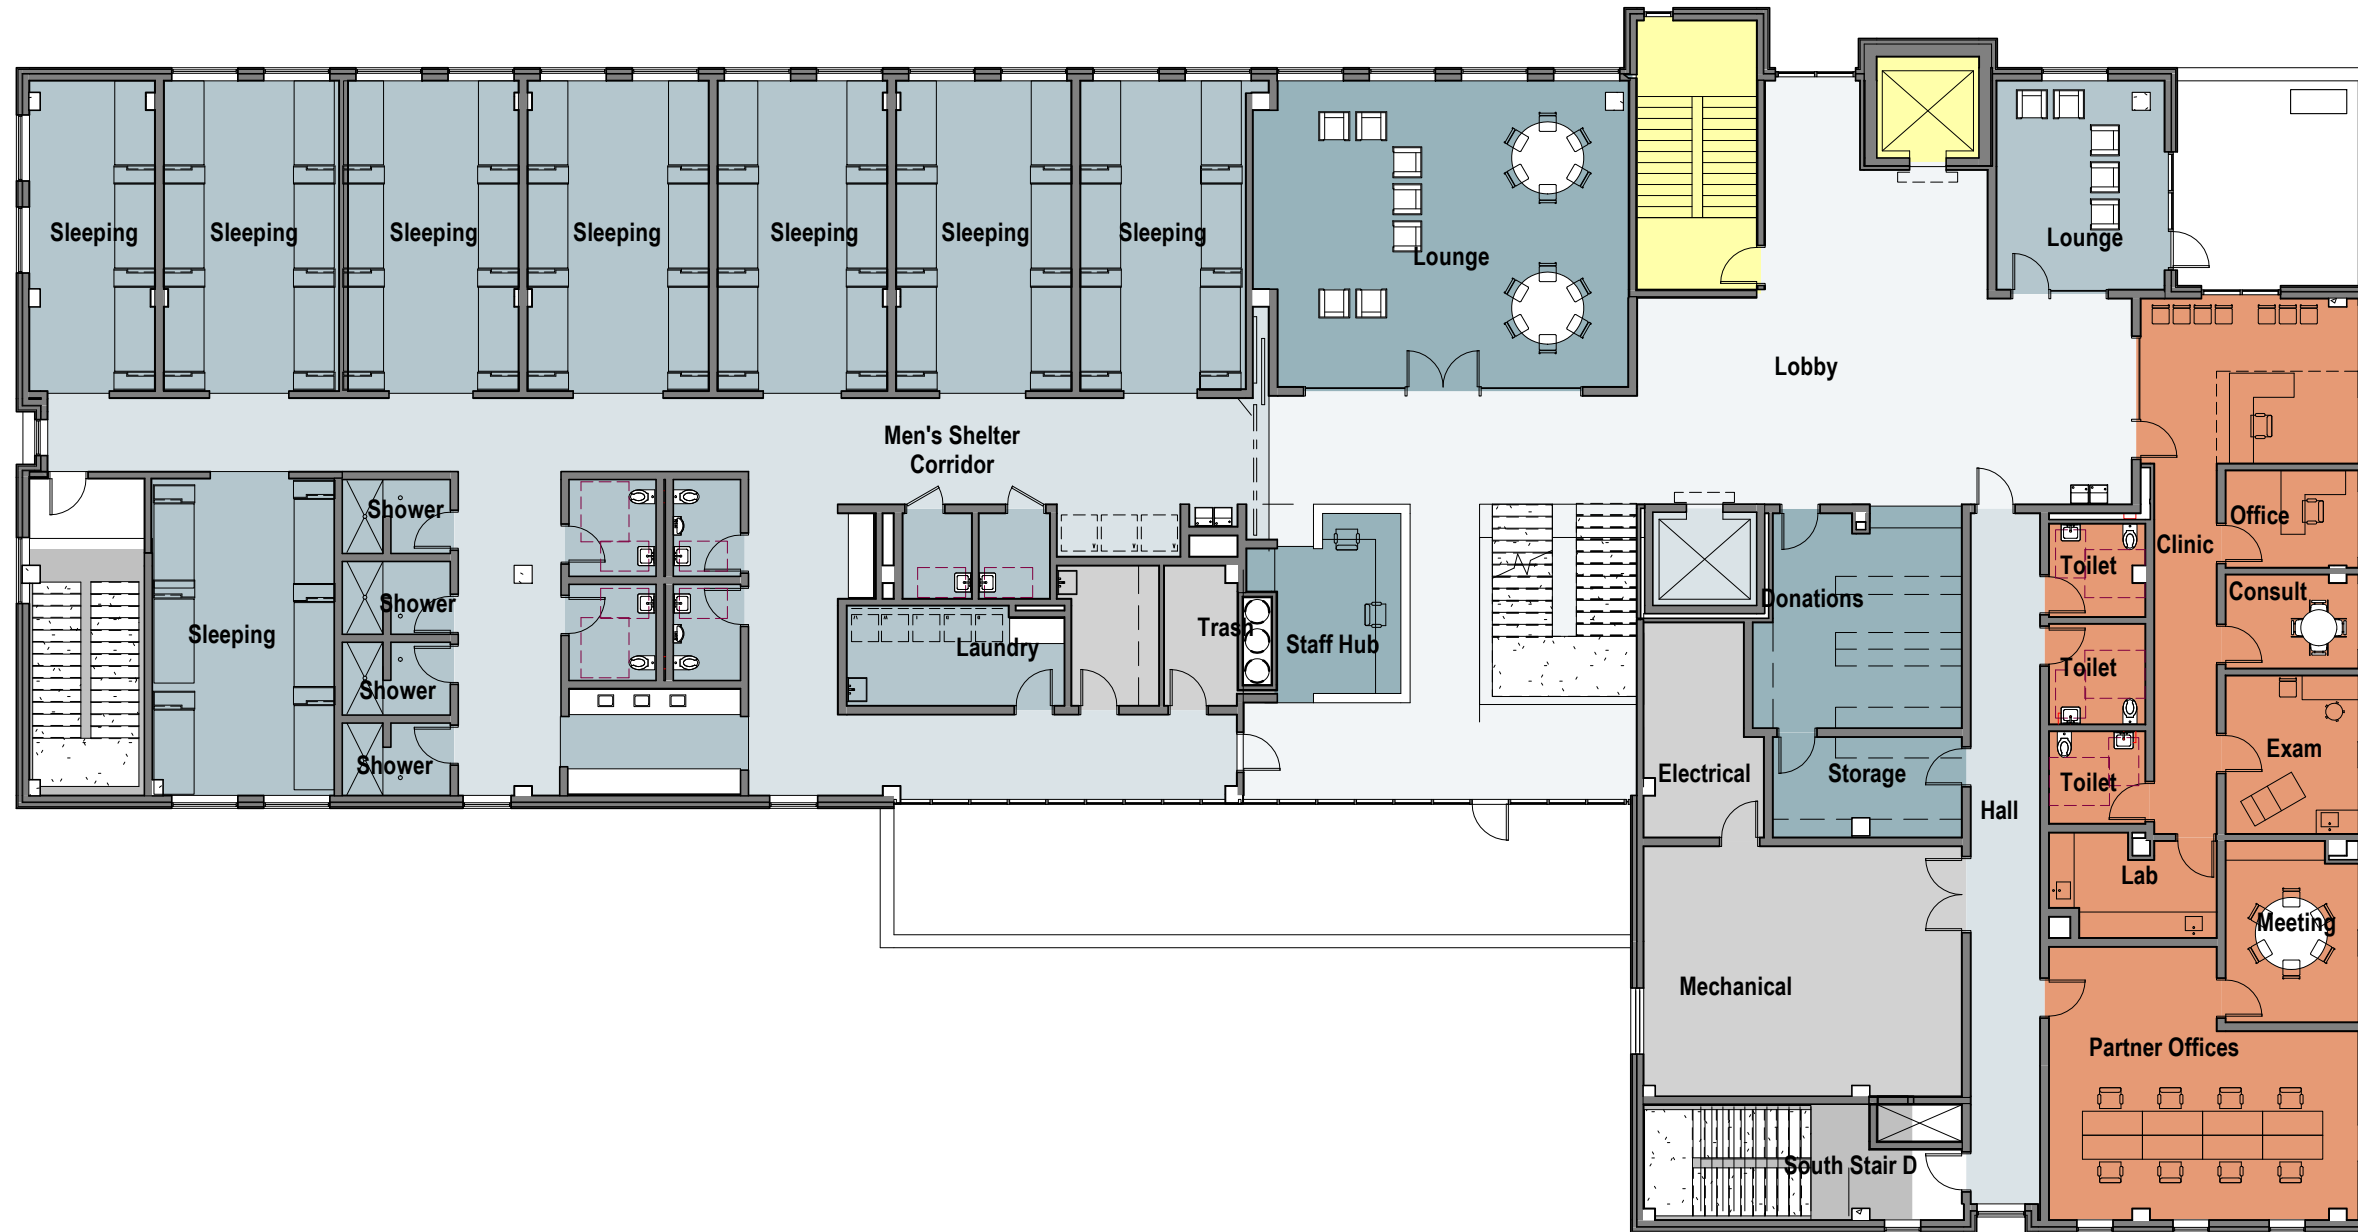 Sleeping
Sleeping
Sleeping
Sleeping
Sleeping
Sleeping
Sleeping
Lounge
Lounge
Lobby
Men's Shelter
Corridor
Shower
Shower
Shower
Shower
Sleeping
Laundry
Trash
Staff Hub
Donations
Electrical
Storage
Hall
Toilet
Toilet
Toilet
Clinic
Office
Consult
Exam
Lab
Meeting
Mechanical
Partner Offices
South Stair D